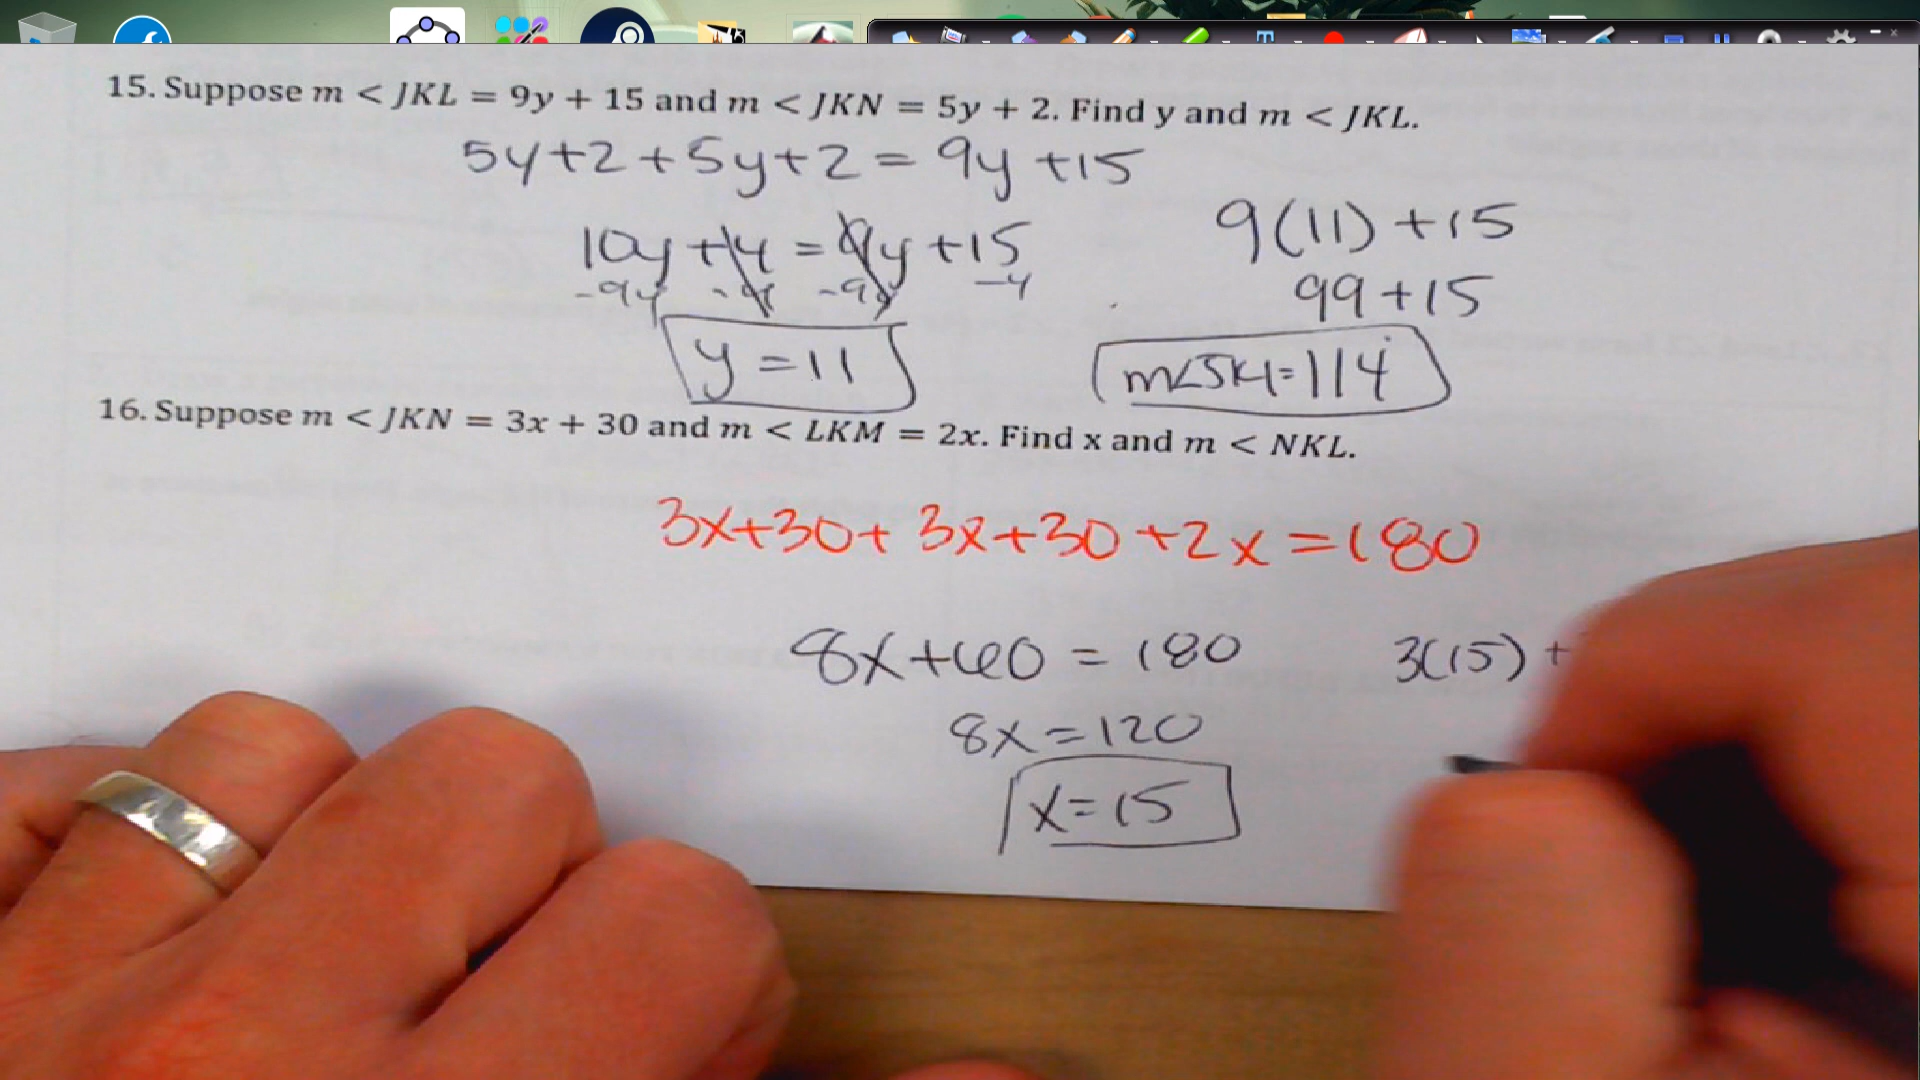 15. Suppose m < JKL = 9y + 15 and m < JKN = 5y + 2. Find y and m < JKL.
5y+2+5y+2=9y+15
10y+4=9y+15
-9y -4 -9y -4
y=11
9(11)+15
99+15
m<JKL=114
16. Suppose m < JKN = 3x + 30 and m < LKM = 2x. Find x and m < NKL.
3x+30+3x+30+2x=180
8x+60=180
8x=120
x=15
3(15)+